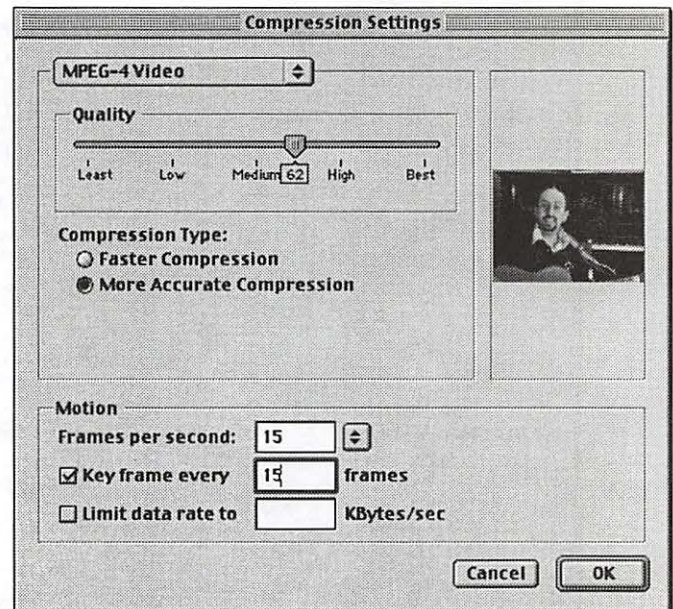 Compression Settings
MPEG-4 Video
Quality
Least Low Medium 62 High Best
Compression Type:
Faster Compression
More Accurate Compression
Motion
Frames per second: 15
Key frame every 15 frames
Limit data rate to KBytes/sec
Cancel OK